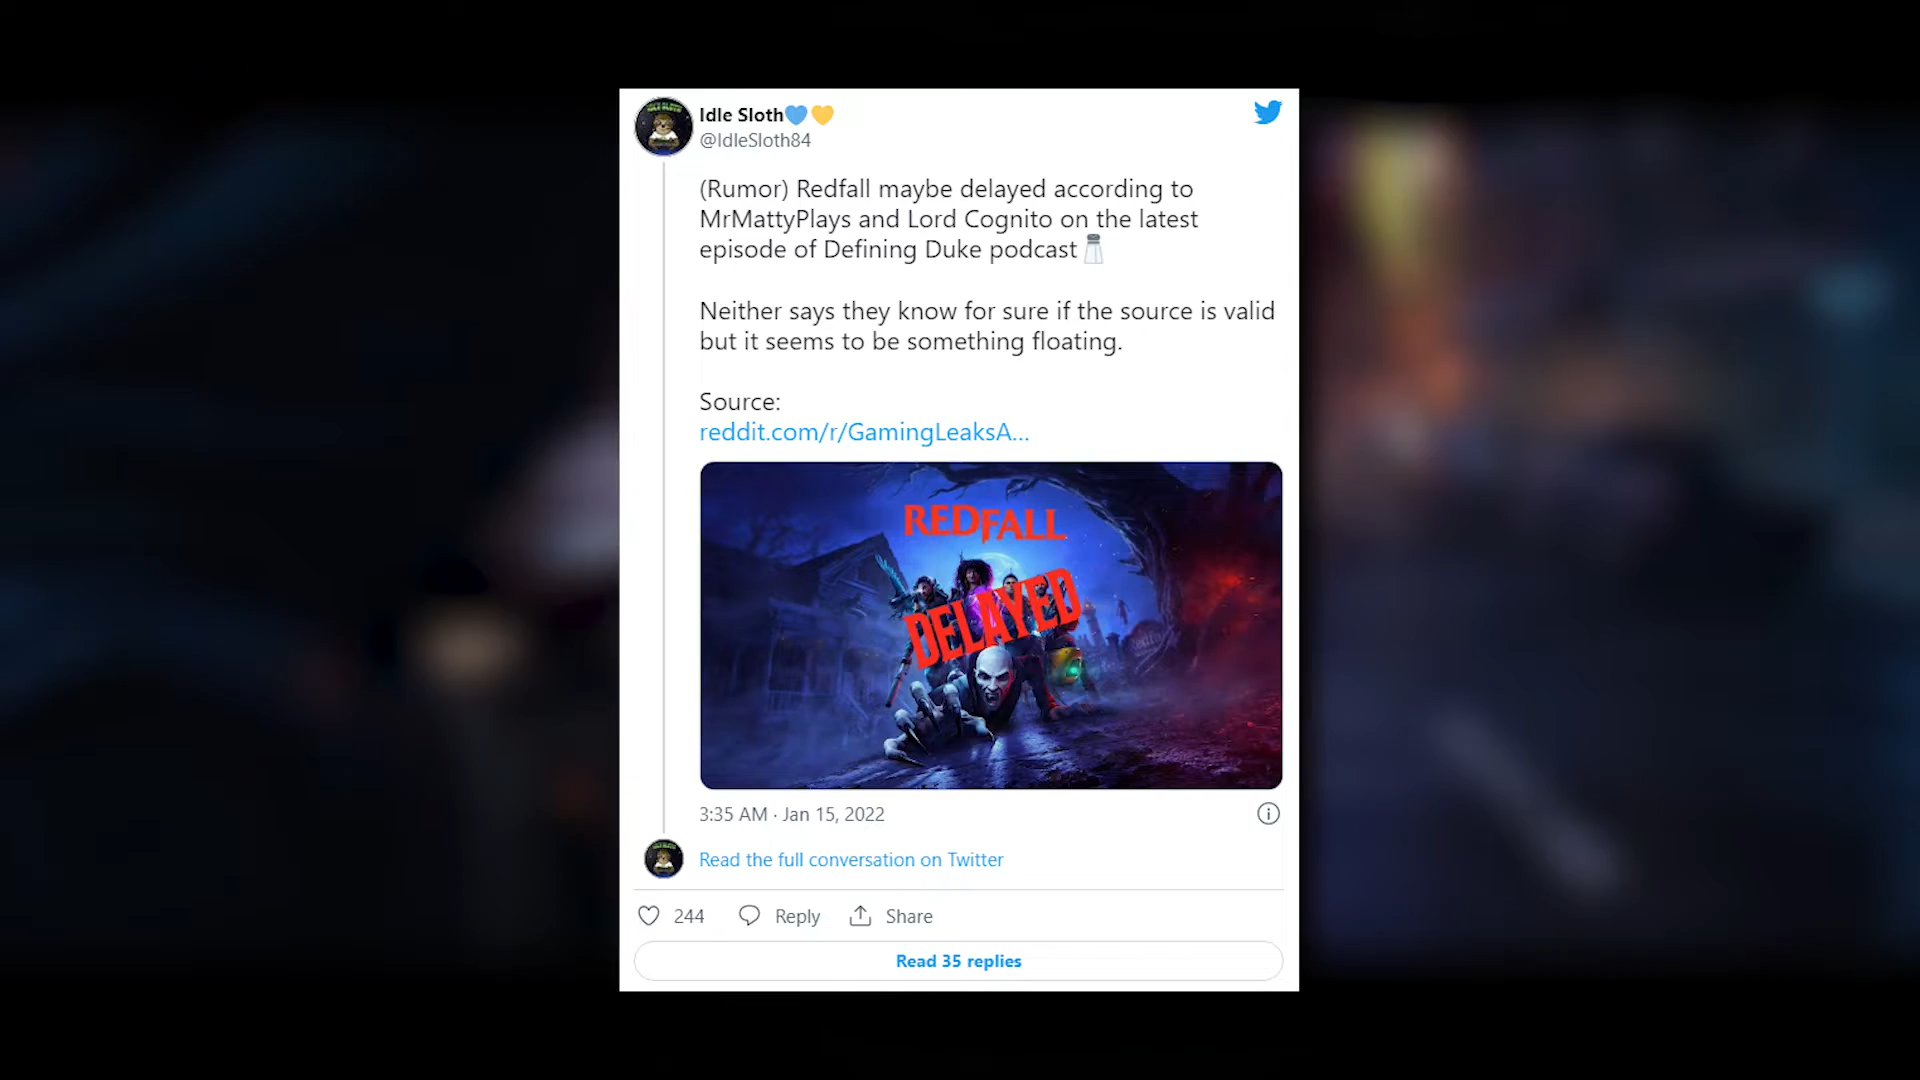 Idle Sloth💙💛
@IdleSloth84
(Rumor) Redfall maybe delayed according to
MrMattyPlays and Lord Cognito on the latest
episode of Defining Duke podcast🧂
Neither says they know for sure if the source is valid
but it seems to be something floating.
Source:
reddit.com/r/GamingLeaksA...
REDFALL
DELAYED
3:35 AM · Jan 15, 2022
Read the full conversation on Twitter
244 Reply Share
Read 35 replies